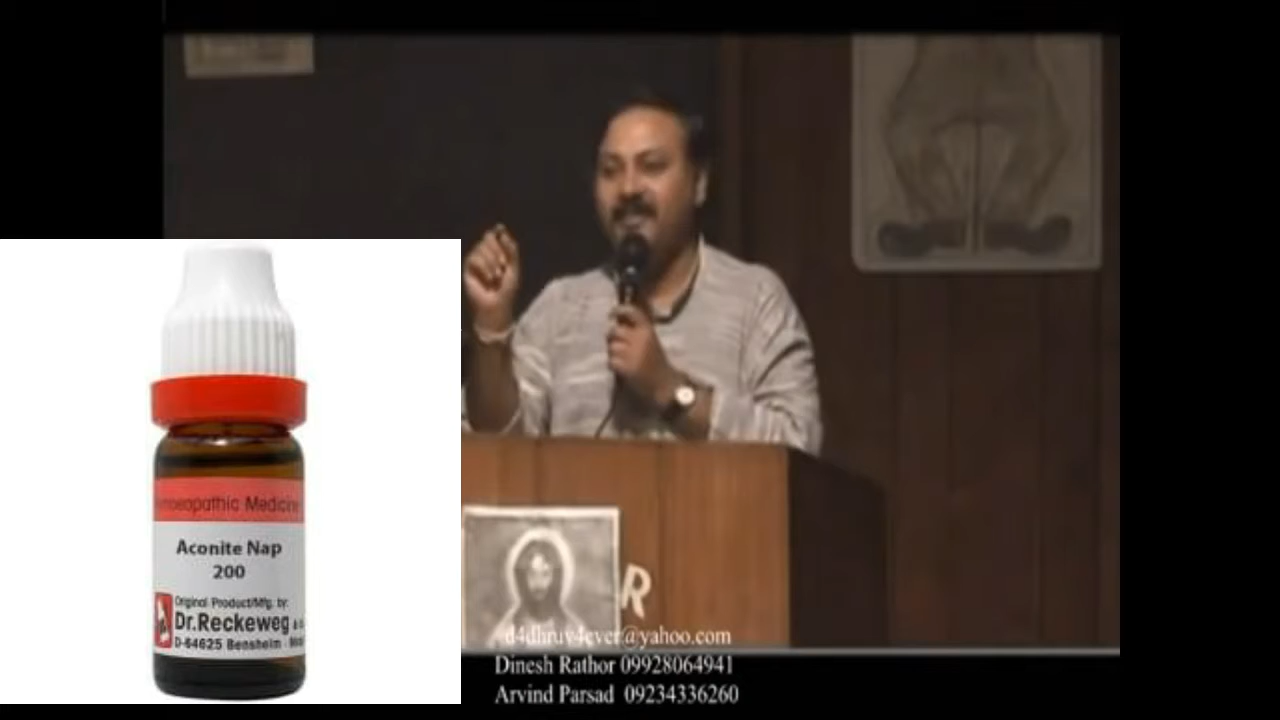 Homoeopathic Medicine
Aconite Nap
200
Original Product/Mfg. by:
Dr.Reckeweg &
D-64625 Bensheim
R
d4dhruv4ever@yahoo.com
Dinesh Rathor 09928064941
Arvind Parsad 09234336260